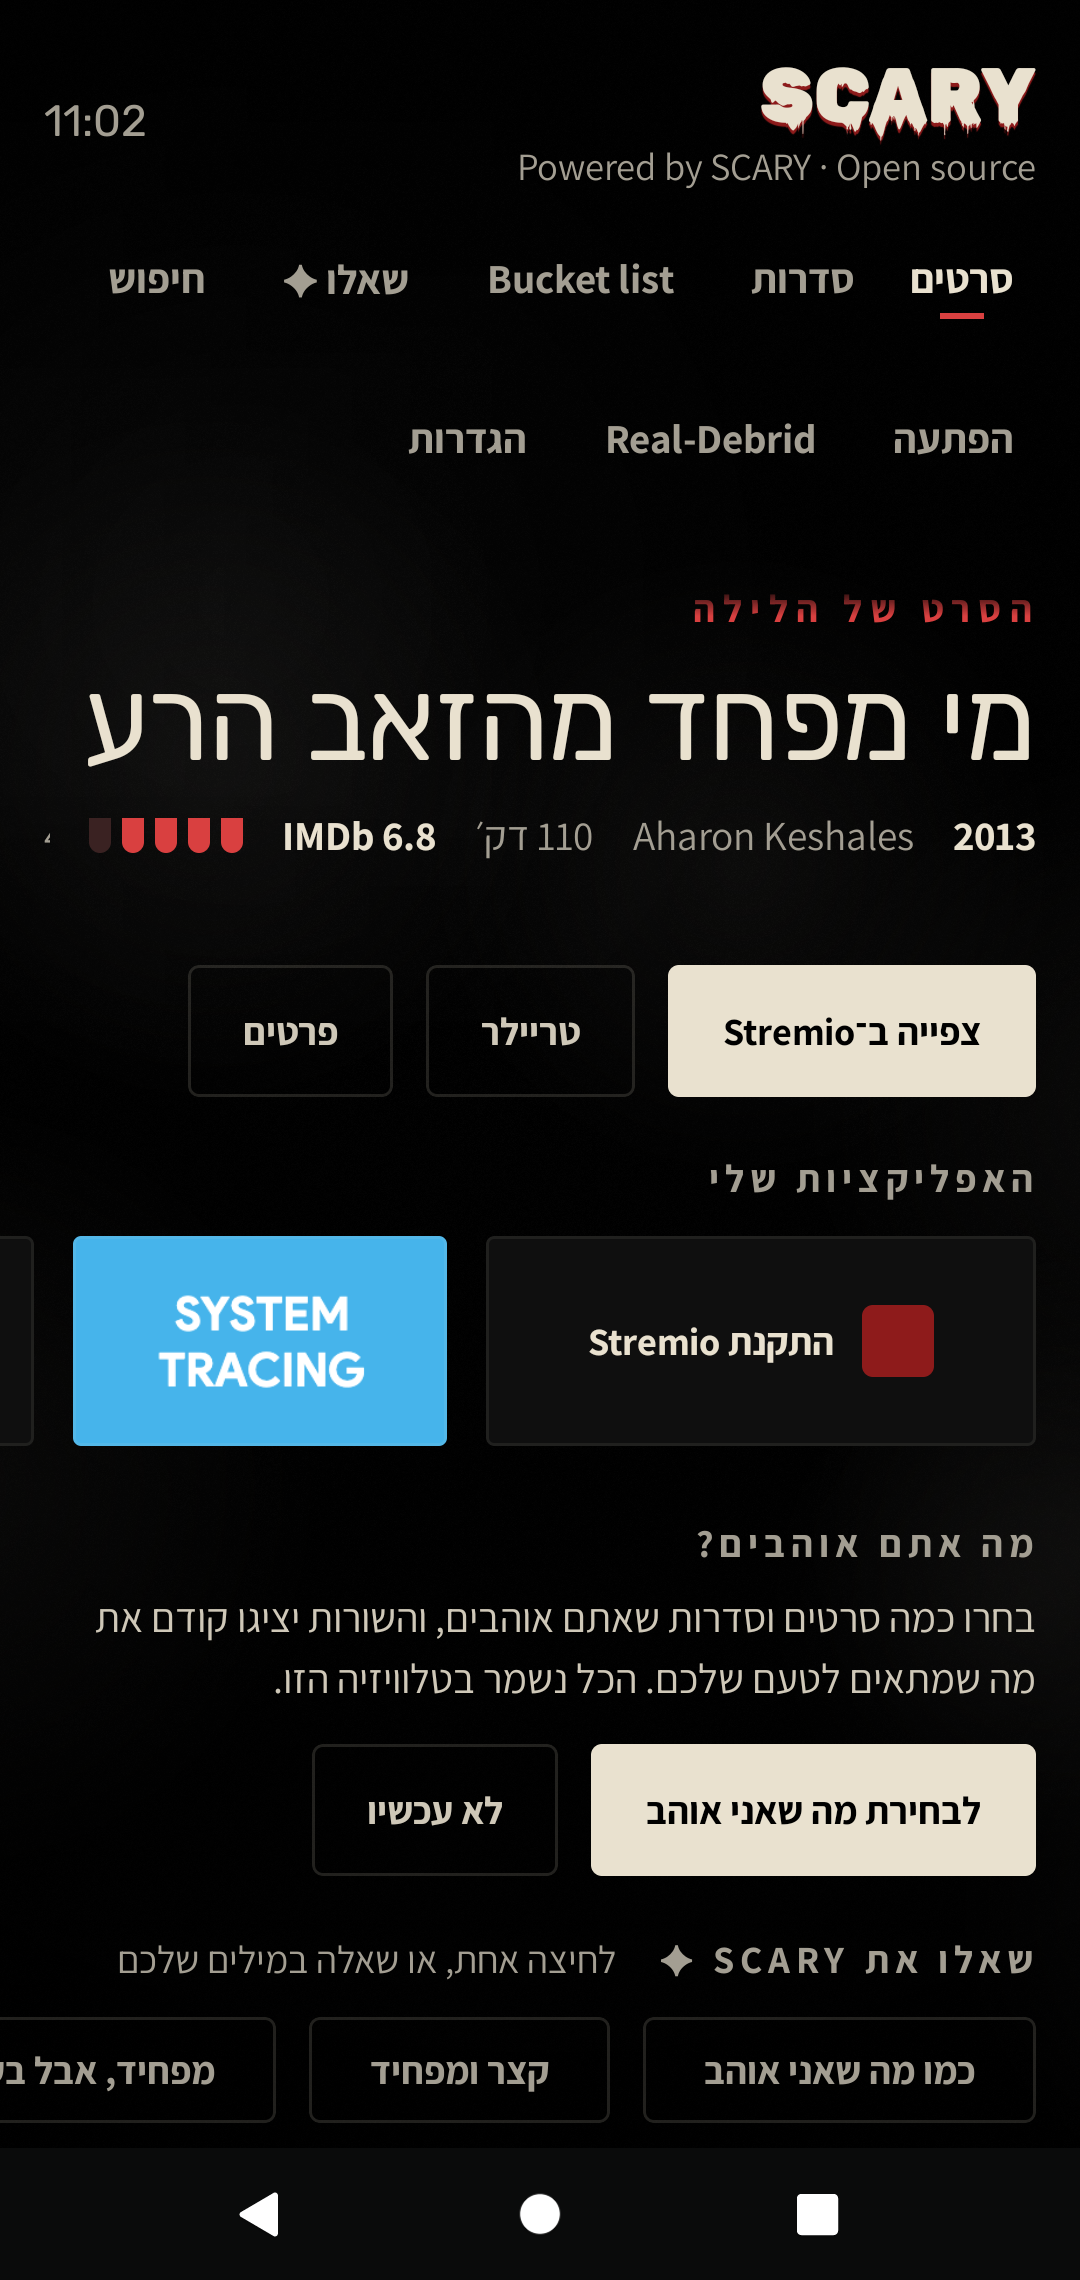 SCARY
11:02
Powered by SCARY · Open source
סרטים סדרות Bucket list שאלו ✦ חיפוש
הפתעה Real-Debrid הגדרות
הסרט של הלילה
מי מפחד מהזאב הרע
2013 Aharon Keshales 110 דק׳ IMDb 6.8
צפייה ב־Stremio טריילר פרטים
האפליקציות שלי
התקנת Stremio
SYSTEM
TRACING
מה אתם אוהבים?
בחרו כמה סרטים וסדרות שאתם אוהבים, והשורות יציגו קודם את
מה שמתאים לטעם שלכם. הכל נשמר בטלוויזיה הזו.
לבחירת מה שאני אוהב לא עכשיו
שאלו את SCARY ✦ לחיצה אחת, או שאלה במילים שלכם
כמו מה שאני אוהב קצר ומפחיד מפחיד, אבל